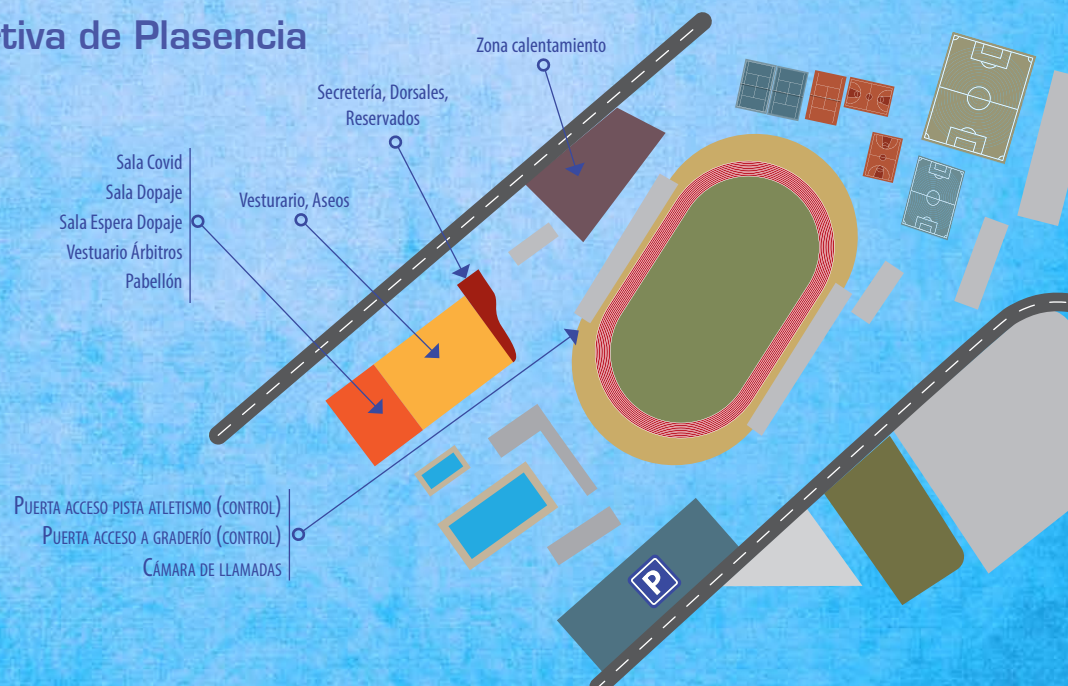 tiva de Plasencia
Zona calentamiento
Secretería, Dorsales,
Reservados
Sala Covid
Sala Dopaje
Sala Espera Dopaje
Vestuario Árbitros
Pabellón
Vesturario, Aseos
Puerta acceso pista atletismo (control)
Puerta acceso a graderío (control)
Cámara de llamadas
P